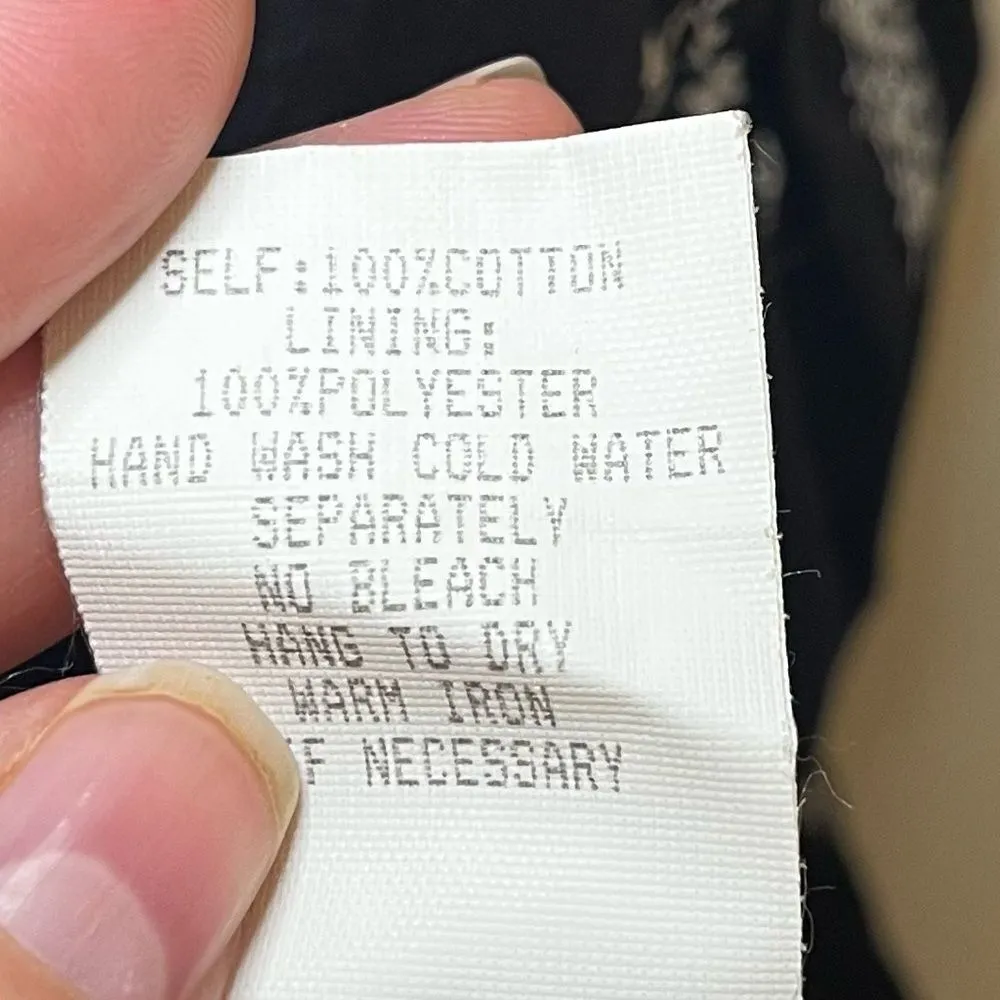 SELF:100%COTTON
LINING:
100%POLYESTER
HAND WASH COLD WATER
SEPARATELY
NO BLEACH
HANG TO DRY
WARM IRON
F NECESSARY